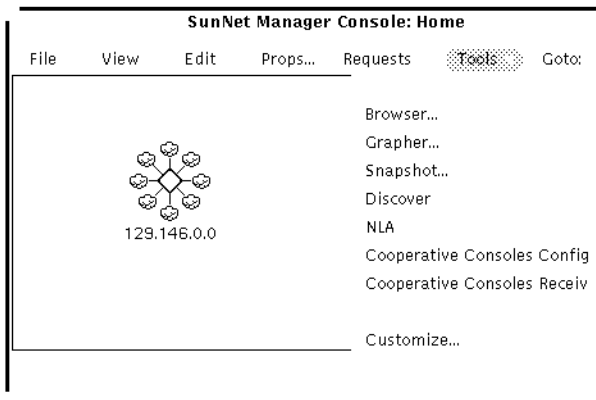 SunNet Manager Console: Home
File View Edit Props... Requests Tools Goto:
Browser...
Grapher...
Snapshot...
Discover
129.146.0.0
NLA
Cooperative Consoles Config
Cooperative Consoles Receiv
Customize...